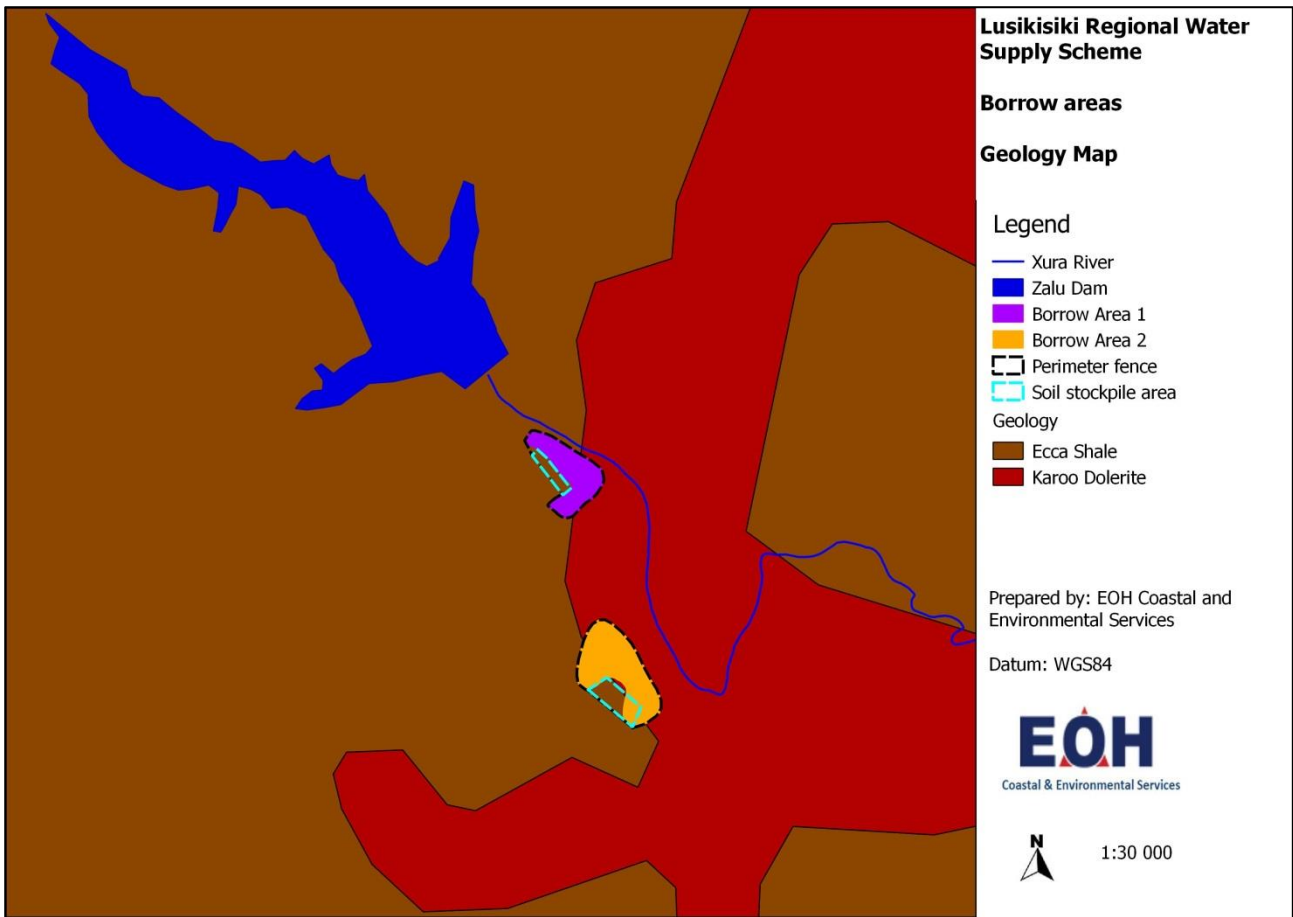 Lusikisiki Regional Water
Supply Scheme
Borrow areas
Geology Map
Legend
Xura River
Zalu Dam
Borrow Area 1
Borrow Area 2
Perimeter fence
Soil stockpile area
Geology
Ecca Shale
Karoo Dolerite
Prepared by: EOH Coastal and
Environmental Services
Datum: WGS84
EOH
Coastal & Environmental Services
N
1:30 000